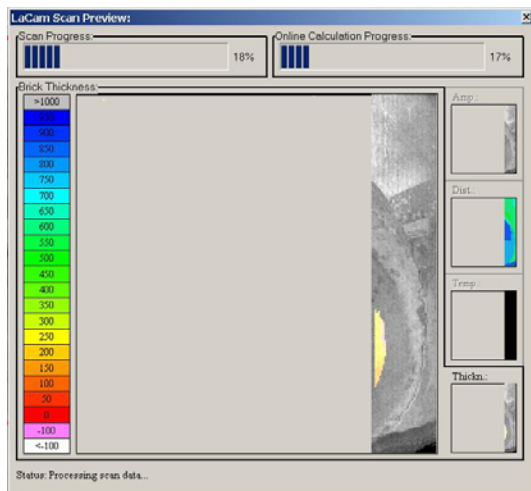 LaCam Scan Preview:
Scan Progress:
18%
Online Calculation Progress:
17%
Brick Thickness:
>1000
950
900
850
800
750
700
650
600
550
500
450
400
350
300
250
200
150
100
50
0
-100
<-100
Amp.:
Dist.:
Temp.:
Thickn.:
Status: Processing scan data...